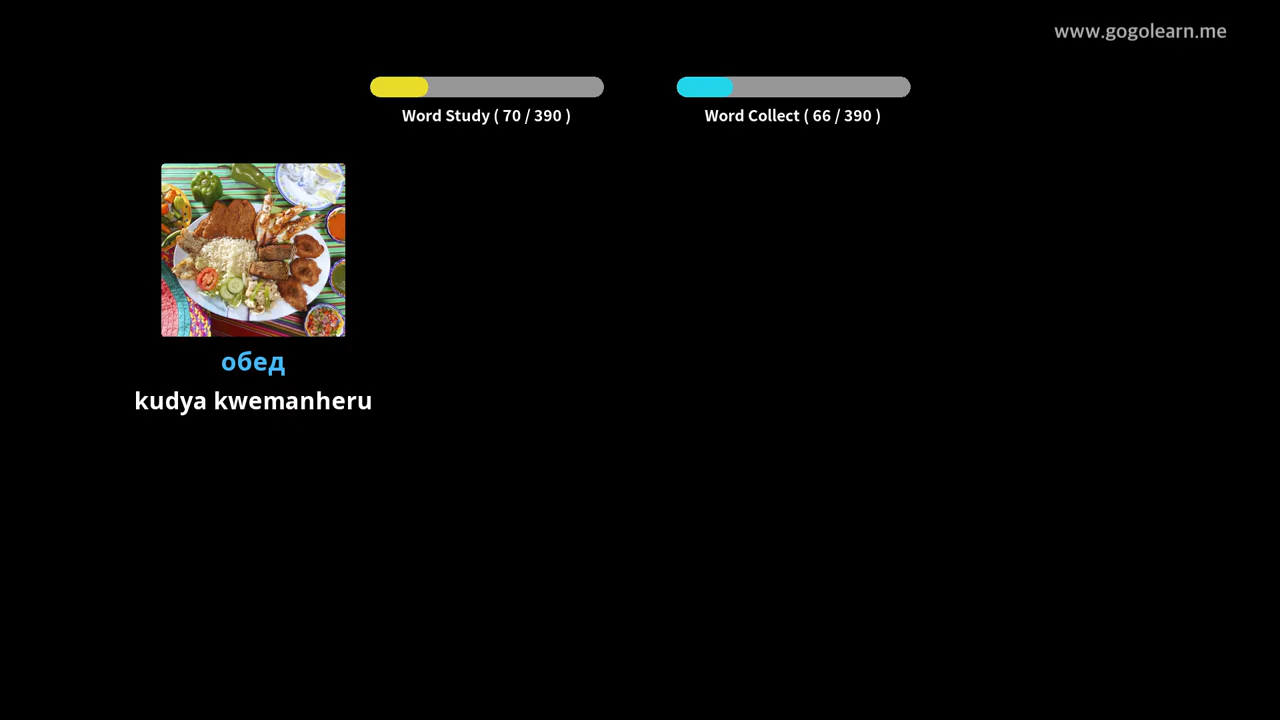 www.gogolearn.me
Word Study ( 70 / 390 )
Word Collect ( 66 / 390 )
обед
kudya kwemanheru